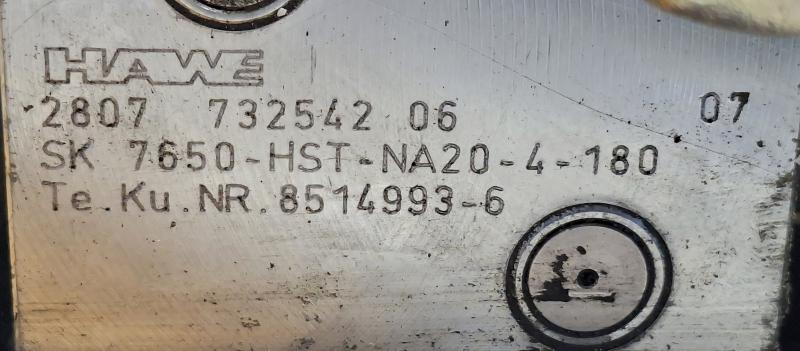 HAWE
2807 732542 06 07
SK 7650-HST-NA20-4-180
Te.Ku.NR.8514993-6